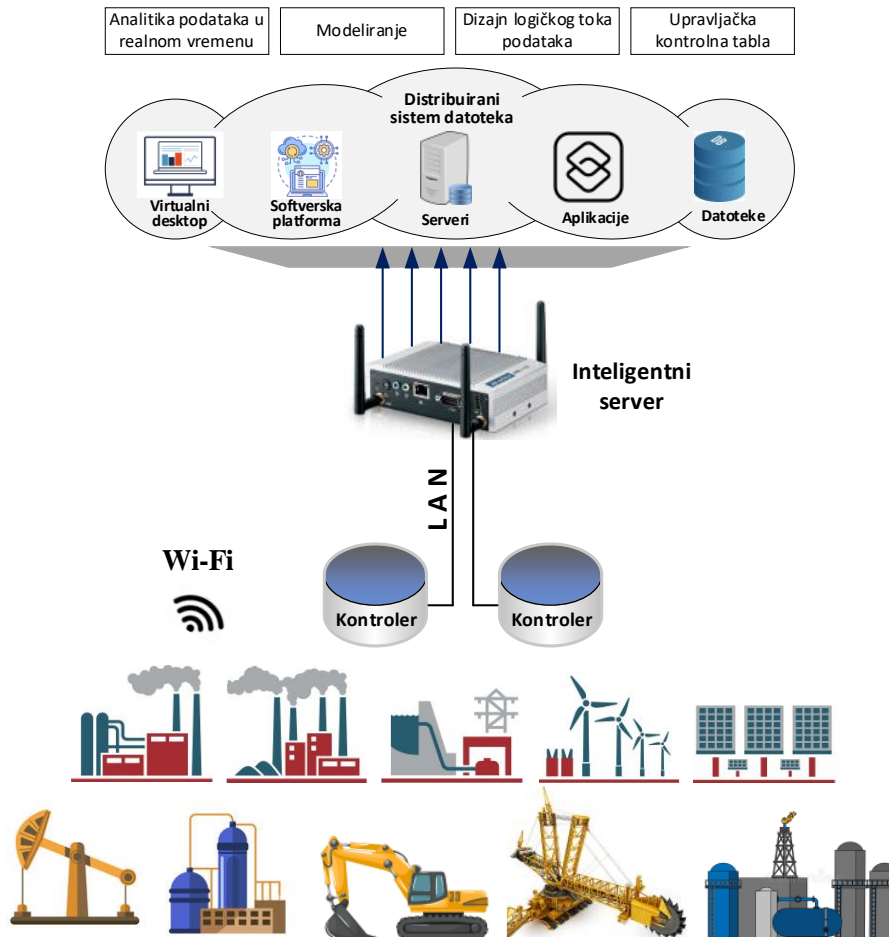 Analitika podataka u
realnom vremenu
Modeliranje
Dizajn logičkog toka
podataka
Upravljačka
kontrolna tabla
Distribuirani
sistem datoteka
Virtualni
desktop
Softverska
platforma
Serveri
Aplikacije
Datoteke
Inteligentni
server
LAN
Wi-Fi
Kontroler
Kontroler